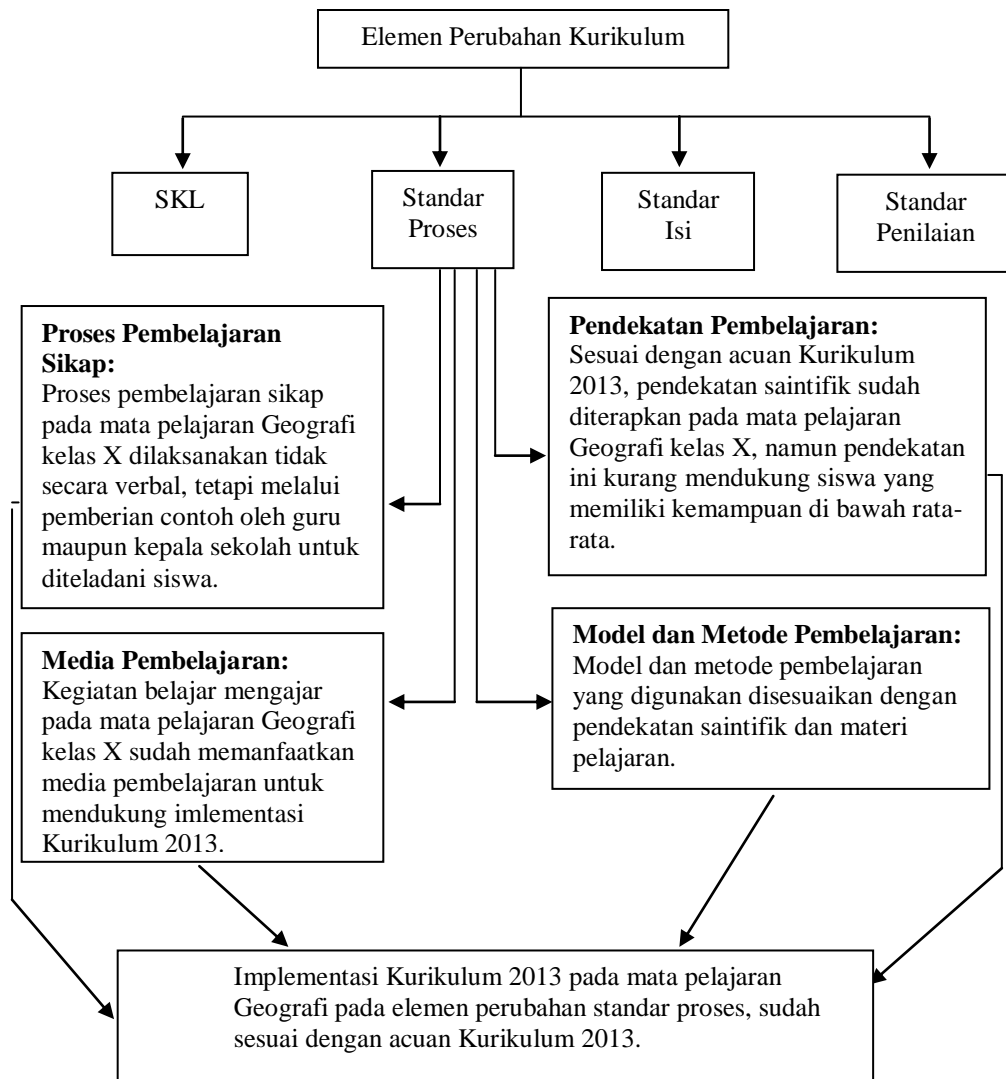 Elemen Perubahan Kurikulum
SKL
Standar
Proses
Standar
Isi
Standar
Penilaian
Proses Pembelajaran
Sikap:
Proses pembelajaran sikap
pada mata pelajaran Geografi
kelas X dilaksanakan tidak
secara verbal, tetapi melalui
pemberian contoh oleh guru
maupun kepala sekolah untuk
diteladani siswa.
Pendekatan Pembelajaran:
Sesuai dengan acuan Kurikulum
2013, pendekatan saintifik sudah
diterapkan pada mata pelajaran
Geografi kelas X, namun pendekatan
ini kurang mendukung siswa yang
memiliki kemampuan di bawah rata-
rata.
Media Pembelajaran:
Kegiatan belajar mengajar
pada mata pelajaran Geografi
kelas X sudah memanfaatkan
media pembelajaran untuk
mendukung imlementasi
Kurikulum 2013.
Model dan Metode Pembelajaran:
Model dan metode pembelajaran
yang digunakan disesuaikan dengan
pendekatan saintifik dan materi
pelajaran.
Implementasi Kurikulum 2013 pada mata pelajaran
Geografi pada elemen perubahan standar proses, sudah
sesuai dengan acuan Kurikulum 2013.